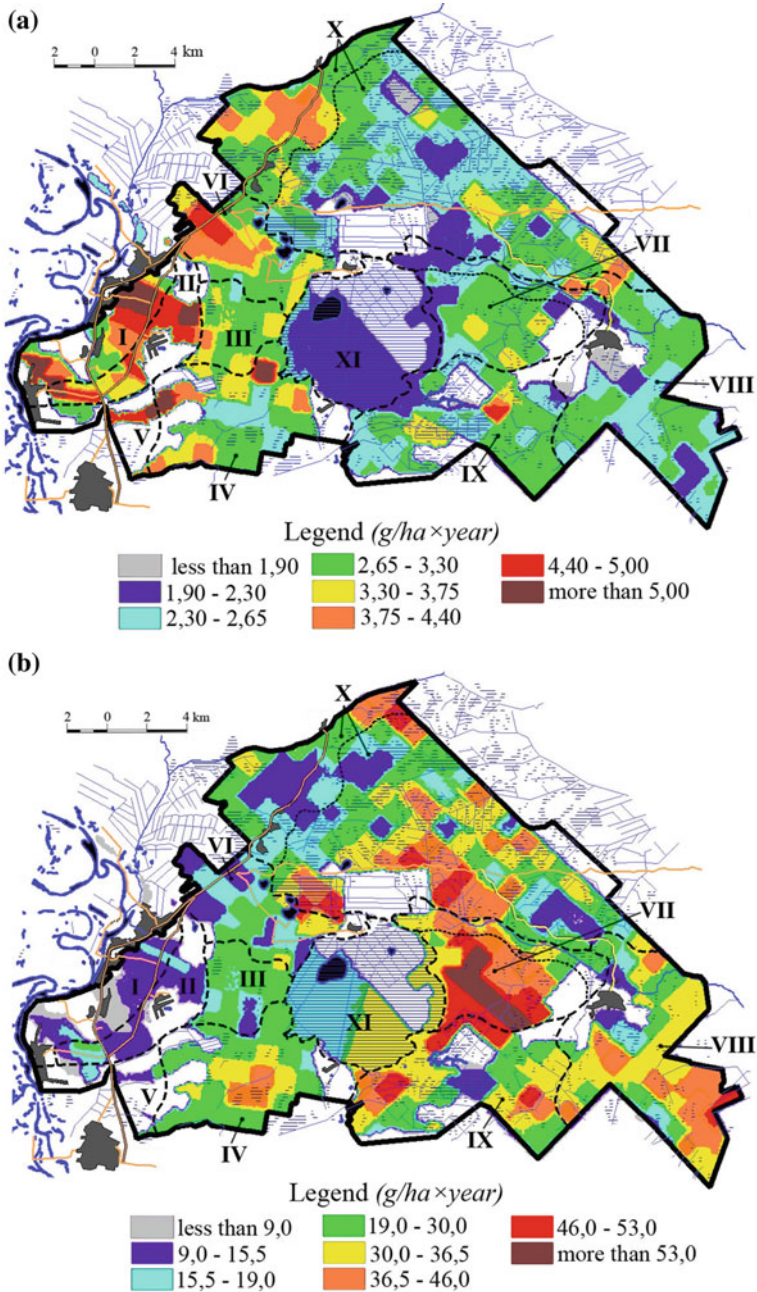 (a)
X
2 0 2 4 km
VI
VII
II
I
III
XI
VIII
V
IX
IV
Legend (g/ha×year)
less than 1,90
1,90 - 2,30
2,30 - 2,65
2,65 - 3,30
3,30 - 3,75
3,75 - 4,40
4,40 - 5,00
more than 5,00
(b)
X
2 0 2 4 km
VI
VII
I
II
III
XI
VIII
V
IX
IV
Legend (g/ha×year)
less than 9,0
9,0 - 15,5
15,5 - 19,0
19,0 - 30,0
30,0 - 36,5
36,5 - 46,0
46,0 - 53,0
more than 53,0